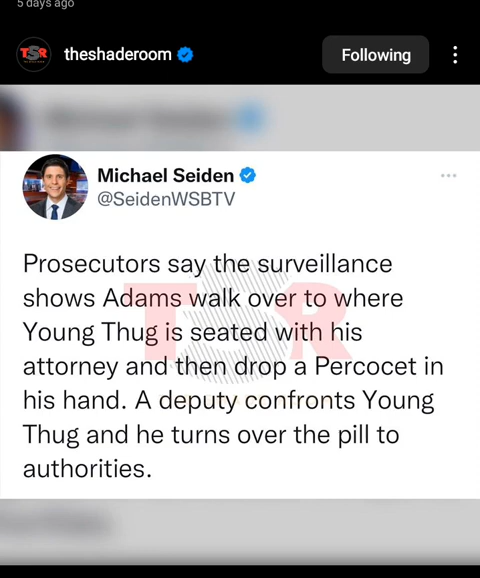 5 days ago
TSR
theshaderoom
Following
Michael Seiden
@SeidenWSBTV
TSR
Prosecutors say the surveillance
shows Adams walk over to where
Young Thug is seated with his
attorney and then drop a Percocet in
his hand. A deputy confronts Young
Thug and he turns over the pill to
authorities.